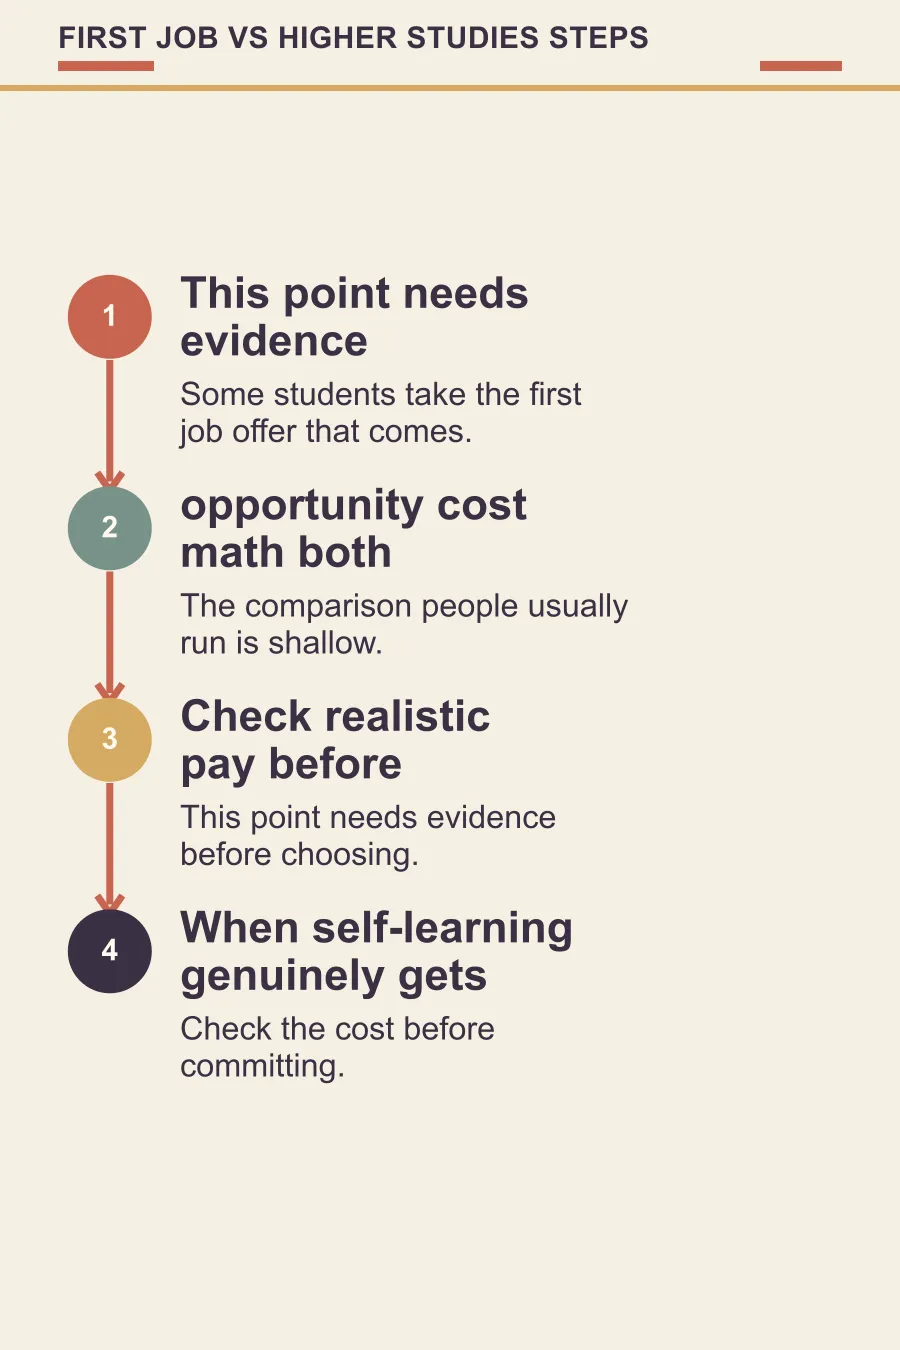 FIRST JOB VS HIGHER STUDIES STEPS
1
This point needs
evidence
Some students take the first
job offer that comes.
2
opportunity cost
math both
The comparison people usually
run is shallow.
3
Check realistic
pay before
This point needs evidence
before choosing.
4
When self-learning
genuinely gets
Check the cost before
committing.